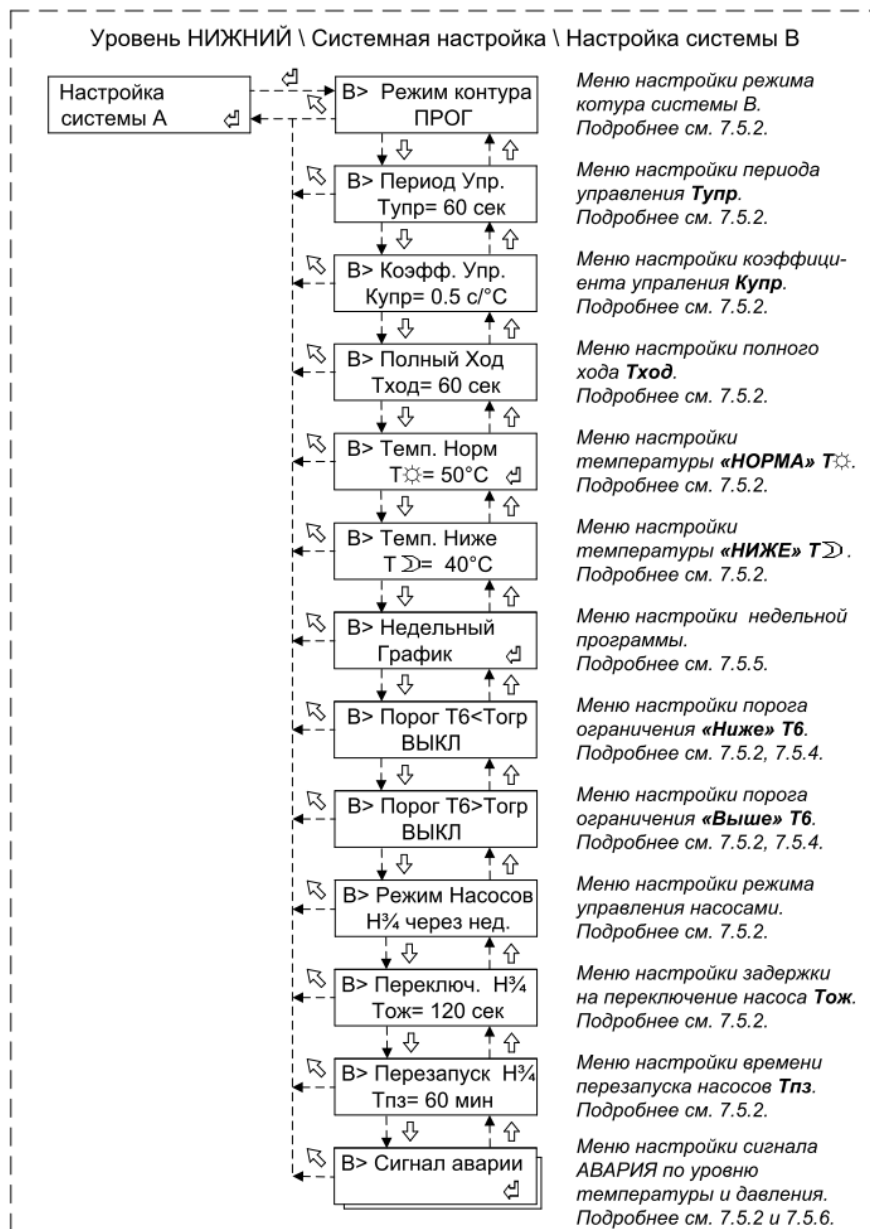 Уровень НИЖНИЙ \ Системная настройка \ Настройка системы В
Настройка
системы А
В> Режим контура
ПРОГ
Меню настройки режима
котура системы В.
Подробнее см. 7.5.2.
В> Период Упр.
Тупр= 60 сек
Меню настройки периода
управления Тупр.
Подробнее см. 7.5.2.
В> Коэфф. Упр.
Купр= 0.5 с/°С
Меню настройки коэффици-
ента упраления Купр.
Подробнее см. 7.5.2.
В> Полный Ход
Тход= 60 сек
Меню настройки полного
хода Тход.
Подробнее см. 7.5.2.
В> Темп. Норм
Т☼= 50°С
Меню настройки
температуры «НОРМА» Т☼.
Подробнее см. 7.5.2.
В> Темп. Ниже
Т☽= 40°С
Меню настройки
температуры «НИЖЕ» Т☽.
Подробнее см. 7.5.2.
В> Недельный
График
Меню настройки недельной
программы.
Подробнее см. 7.5.5.
В> Порог Т6<Тогр
ВЫКЛ
Меню настройки порога
ограничения «Ниже» Т6.
Подробнее см. 7.5.2, 7.5.4.
В> Порог Т6>Тогр
ВЫКЛ
Меню настройки порога
ограничения «Выше» Т6.
Подробнее см. 7.5.2, 7.5.4.
В> Режим Насосов
Н¾ через нед.
Меню настройки режима
управления насосами.
Подробнее см. 7.5.2.
В> Переключ. Н¾
Тож= 120 сек
Меню настройки задержки
на переключение насоса Тож.
Подробнее см. 7.5.2.
В> Перезапуск Н¾
Тпз= 60 мин
Меню настройки времени
перезапуска насосов Тпз.
Подробнее см. 7.5.2.
В> Сигнал аварии
Меню настройки сигнала
АВАРИЯ по уровню
температуры и давления.
Подробнее см. 7.5.2 и 7.5.6.